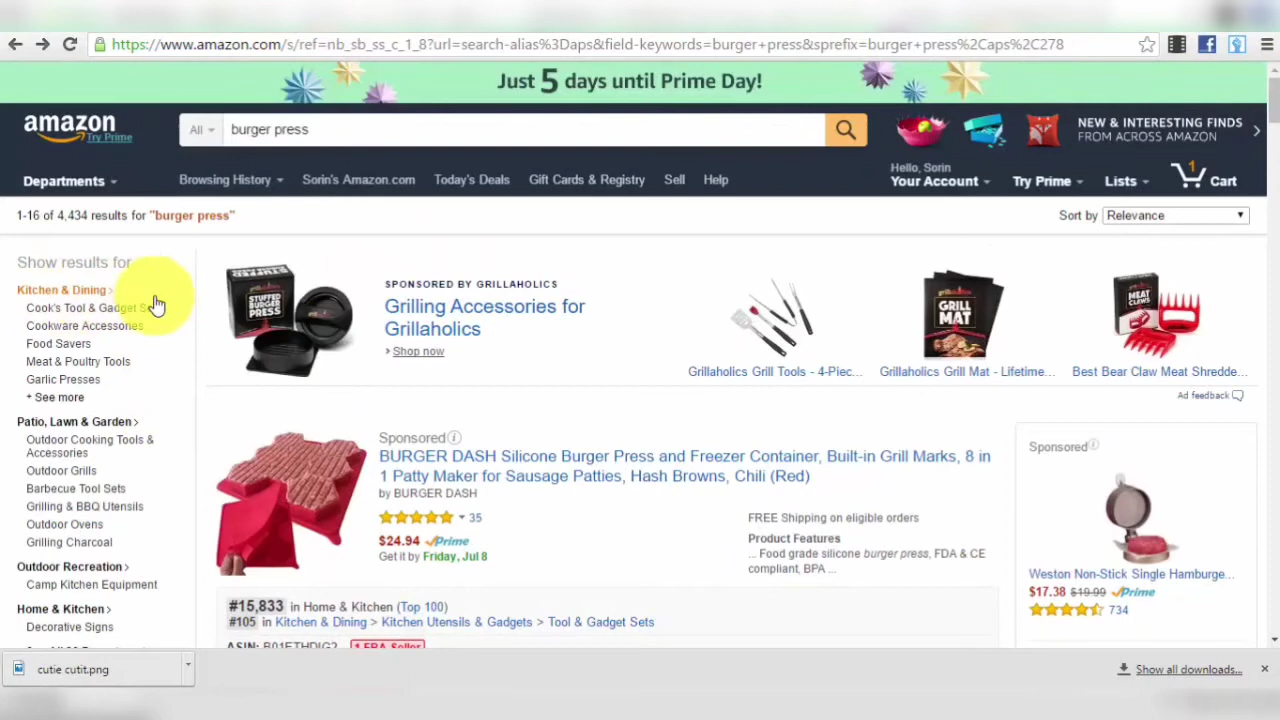 https://www.amazon.com/s/ref=nb_sb_ss_c_1_8?url=search-alias%3Daps&field-keywords=burger+press&sprefix=burger+press%2Caps%2C278
Just 5 days until Prime Day!
amazon
Try Prime
All
burger press
NEW & INTERESTING FINDS
FROM ACROSS AMAZON
Departments
Browsing History
Sorin's Amazon.com
Today's Deals
Gift Cards & Registry
Sell
Help
Hello, Sorin
Your Account
Try Prime
Lists
1
Cart
1-16 of 4,434 results for "burger press"
Sort by
Relevance
Show results for
Kitchen & Dining
Cook's Tool & Gadget
Cookware Accessories
Food Savers
Meat & Poultry Tools
Garlic Presses
+ See more
Patio, Lawn & Garden
Outdoor Cooking Tools &
Accessories
Outdoor Grills
Barbecue Tool Sets
Grilling & BBQ Utensils
Outdoor Ovens
Grilling Charcoal
Outdoor Recreation
Camp Kitchen Equipment
Home & Kitchen
Decorative Signs
STUFFED
BURGER
PRESS
SPONSORED BY GRILLAHOLICS
Grilling Accessories for
Grillaholics
Shop now
Grillaholics Grill Tools - 4-Piec...
GRILL
MAT
Grillaholics Grill Mat - Lifetime...
MEAT
CLAWS
Best Bear Claw Meat Shredde...
Ad feedback
Sponsored
BURGER DASH Silicone Burger Press and Freezer Container, Built-in Grill Marks, 8 in
1 Patty Maker for Sausage Patties, Hash Browns, Chili (Red)
by BURGER DASH
35
$24.94 Prime
Get it by Friday, Jul 8
FREE Shipping on eligible orders
Product Features
... Food grade silicone burger press, FDA & CE
compliant, BPA ...
#15,833 in Home & Kitchen (Top 100)
#105 in Kitchen & Dining > Kitchen Utensils & Gadgets > Tool & Gadget Sets
Sponsored
Weston Non-Stick Single Hamburge...
$17.38 $19.99 Prime
734
cutie cutit.png
Show all downloads...